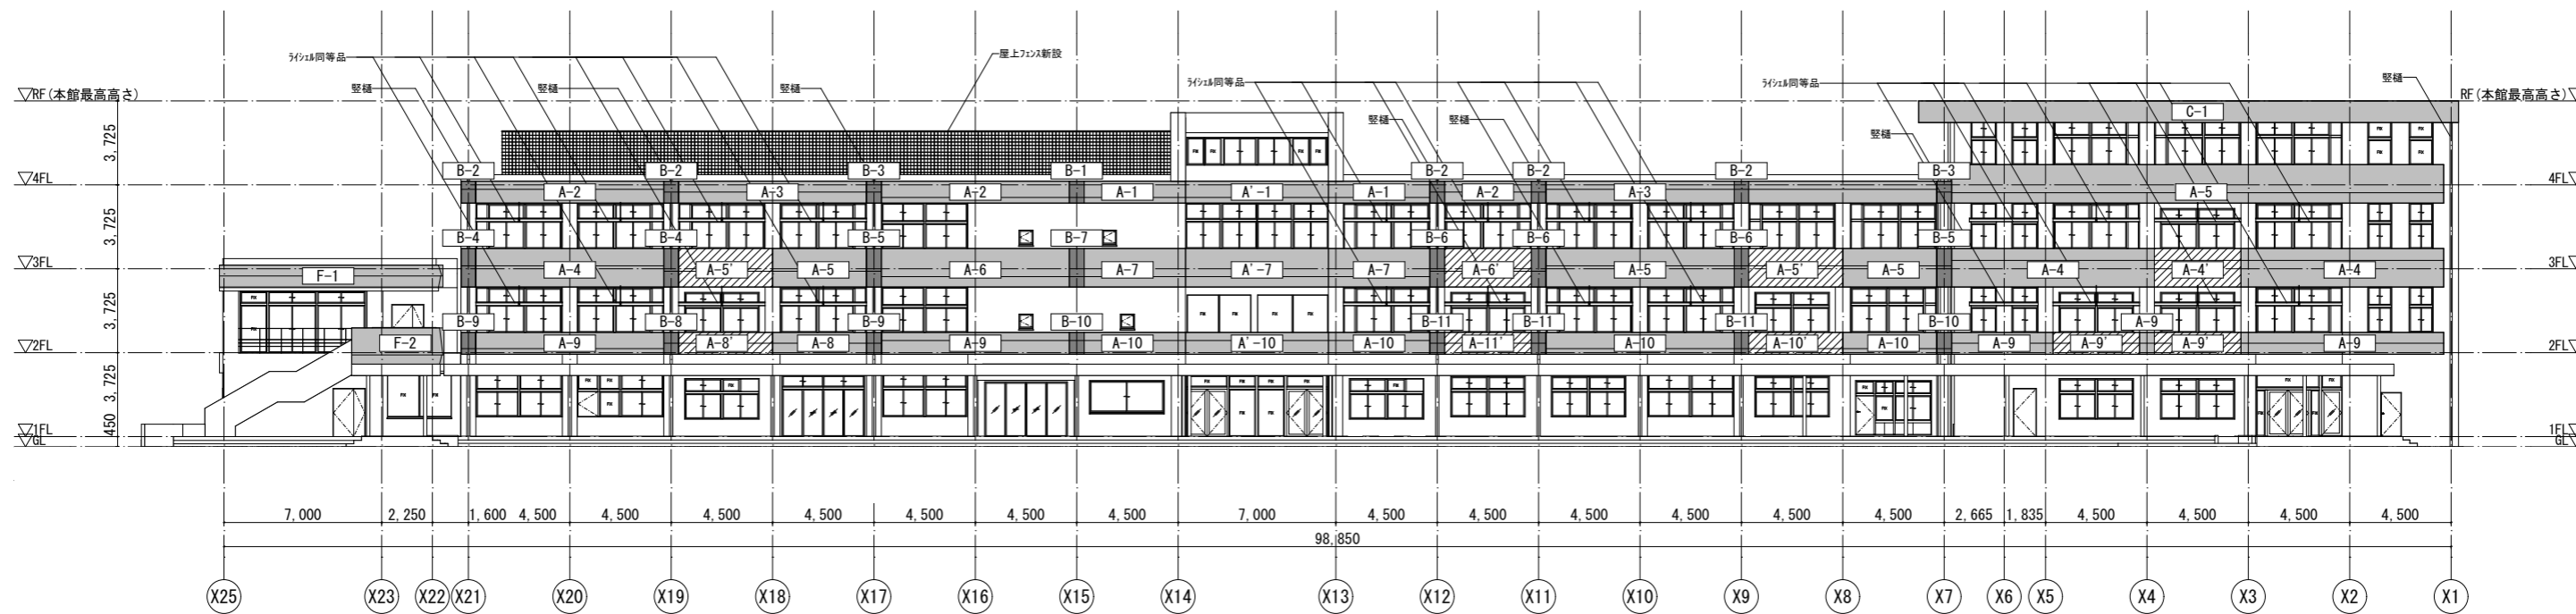 屋上フェンス新設
ライシェル同等品
竪樋
竪樋
竪樋
ライシェル同等品
竪樋
竪樋
ライシェル同等品
竪樋
竪樋
▽RF(本館最高高さ)
RF(本館最高高さ)▽
C-1
3,725
B-2
B-2
B-3
B-1
B-2
B-2
B-2
B-3
▽4FL
4FL▽
A-2
A-3
A-2
A-1
A'-1
A-1
A-2
A-3
A-5
3,725
B-4
B-4
B-5
B-7
B-6
B-6
B-6
B-5
▽3FL
3FL▽
F-1
A-4
A-5'
A-5
A-6
A-7
A'-7
A-7
A-6'
A-5
A-5'
A-5
A-4
A-4'
A-4
3,725
B-9
B-8
B-9
B-10
B-11
B-11
B-11
B-10
A-9
▽2FL
2FL▽
F-2
A-9
A-8'
A-8
A-9
A-10
A'-10
A-10
A-11'
A-10
A-10'
A-10
A-9
A-9'
A-9'
A-9
3,725
450
▽1FL
▽GL
1FL▽
GL▽
7,000
2,250
1,600
4,500
4,500
4,500
4,500
4,500
4,500
4,500
7,000
4,500
4,500
4,500
4,500
4,500
4,500
2,665
1,835
4,500
4,500
4,500
4,500
98,850
X25
X23
X22
X21
X20
X19
X18
X17
X16
X15
X14
X13
X12
X11
X10
X9
X8
X7
X6
X5
X4
X3
X2
X1